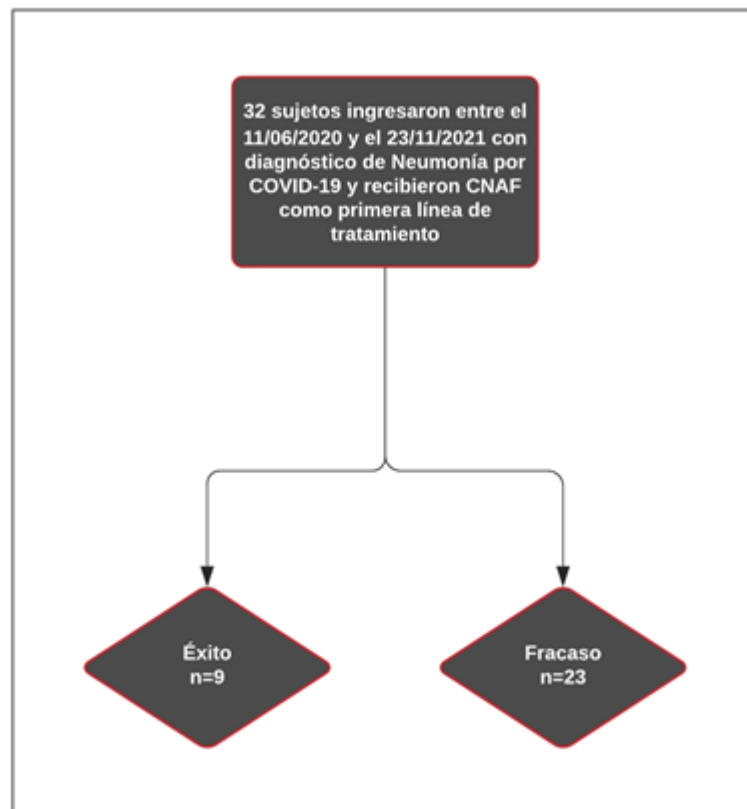 32 sujetos ingresaron entre el
11/06/2020 y el 23/11/2021 con
diagnóstico de Neumonía por
COVID-19 y recibieron CNAF
como primera línea de
tratamiento
Éxito
n=9
Fracaso
n=23